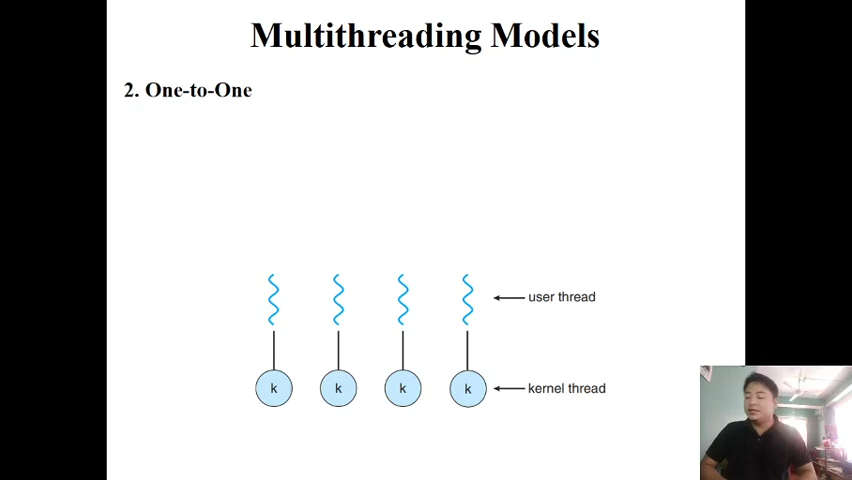 Multithreading Models
2. One-to-One
user thread
k k k k
kernel thread